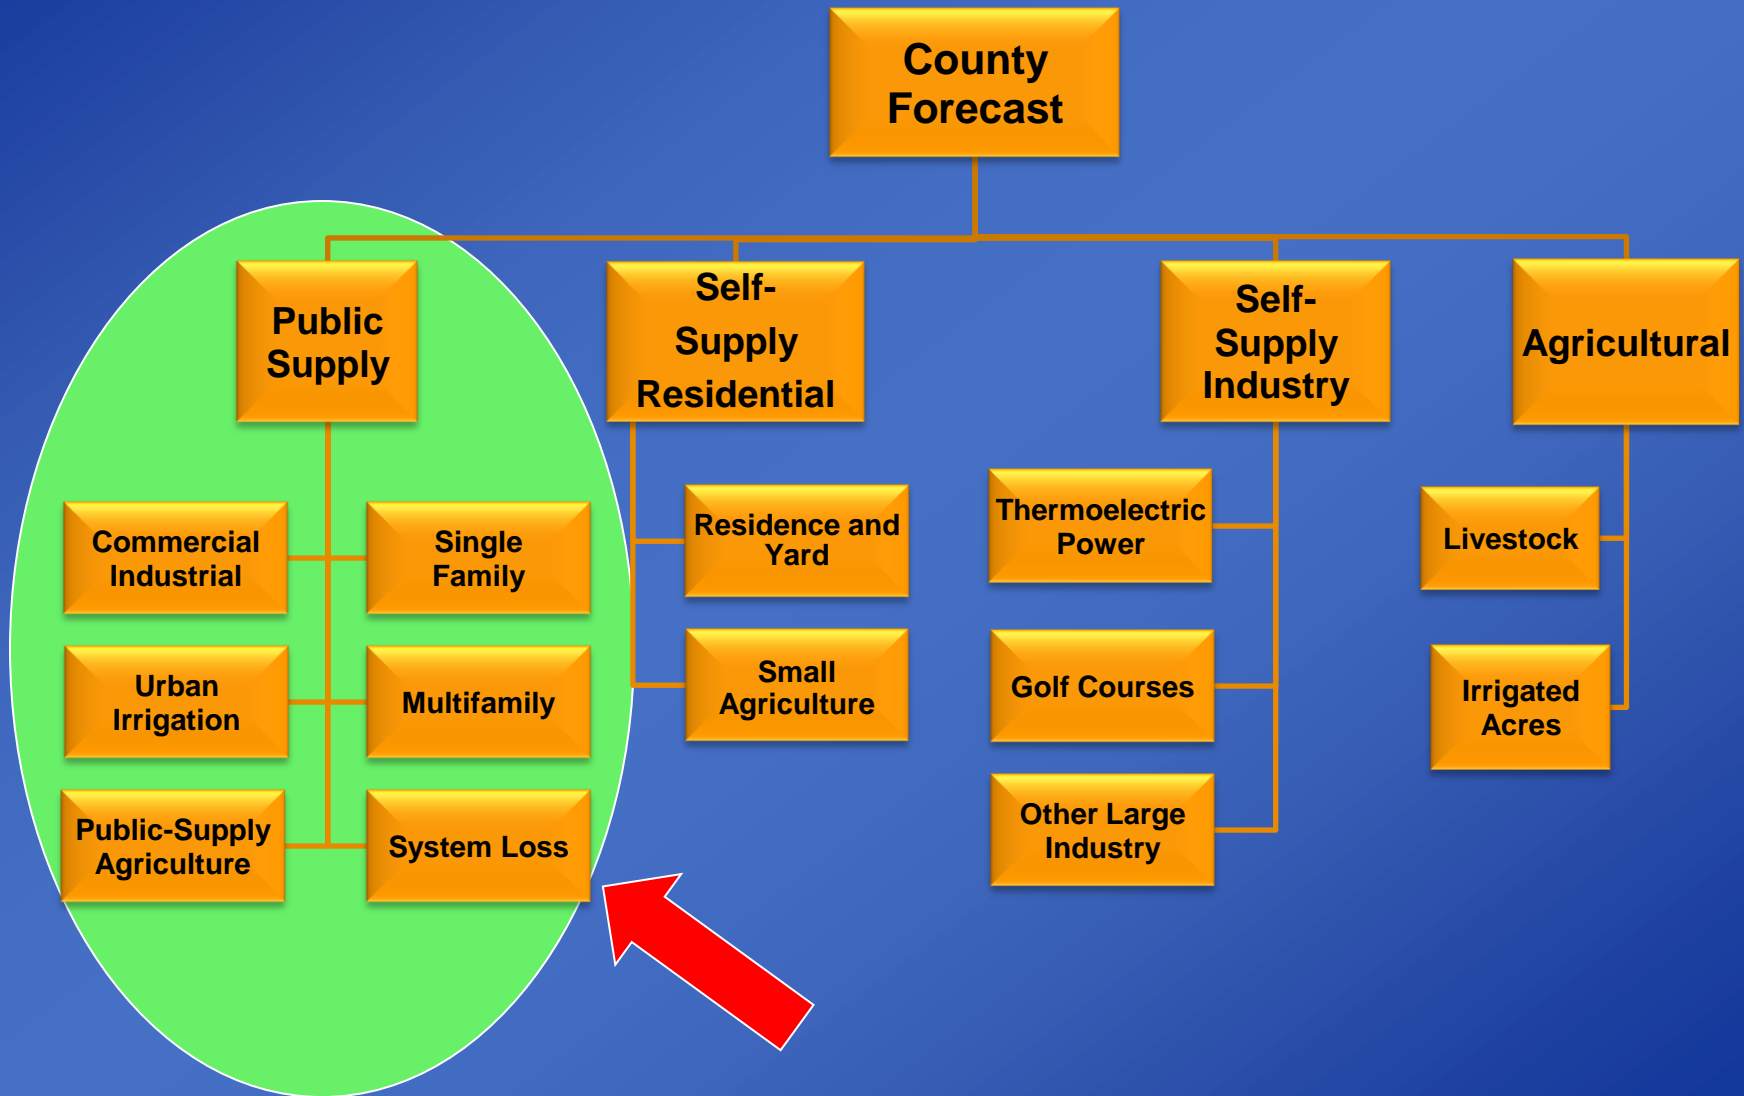 County
Forecast
Public
Supply
Self-
Supply
Residential
Self-
Supply
Industry
Agricultural
Commercial
Industrial
Single
Family
Urban
Irrigation
Multifamily
Public-Supply
Agriculture
System Loss
Residence and
Yard
Small
Agriculture
Thermoelectric
Power
Golf Courses
Other Large
Industry
Livestock
Irrigated
Acres